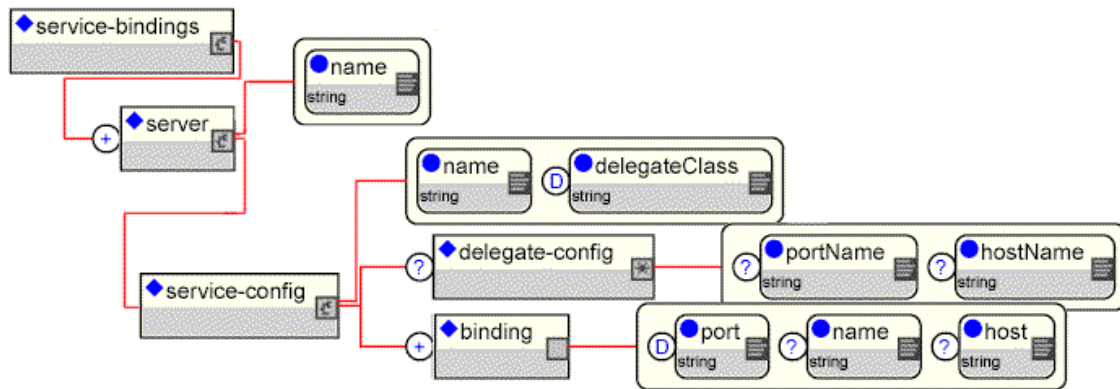 service-bindings
name
string
+ server
name
string
D delegateClass
string
? delegate-config
? portName
string
? hostName
string
service-config
+ binding
D port
string
? name
string
? host
string